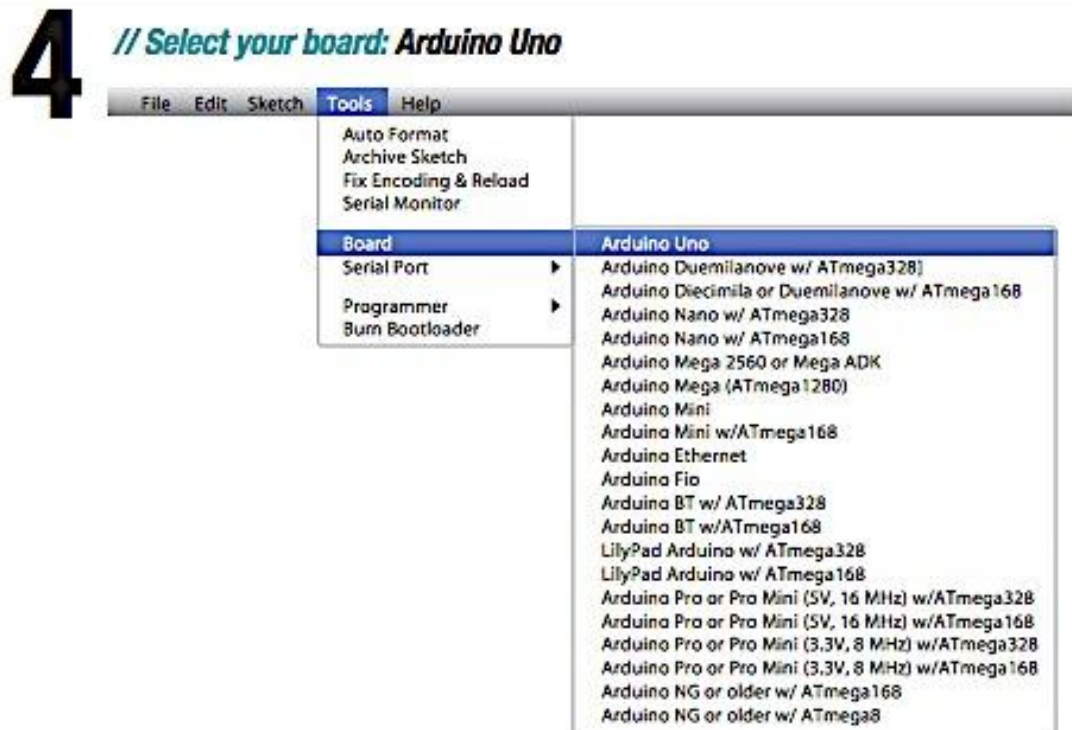 4
// Select your board: Arduino Uno
File Edit Sketch Tools Help
Auto Format
Archive Sketch
Fix Encoding & Reload
Serial Monitor
Board
Serial Port
Programmer
Burn Bootloader
Arduino Uno
Arduino Duemilanove w/ ATmega328]
Arduino Diecimila or Duemilanove w/ ATmega168
Arduino Nano w/ ATmega328
Arduino Nano w/ ATmega168
Arduino Mega 2560 or Mega ADK
Arduino Mega (ATmega1280)
Arduino Mini
Arduino Mini w/ATmega168
Arduino Ethernet
Arduino Fio
Arduino BT w/ ATmega328
Arduino BT w/ATmega168
LilyPad Arduino w/ ATmega328
LilyPad Arduino w/ ATmega168
Arduino Pro or Pro Mini (5V, 16 MHz) w/ATmega328
Arduino Pro or Pro Mini (5V, 16 MHz) w/ATmega168
Arduino Pro or Pro Mini (3.3V, 8 MHz) w/ATmega328
Arduino Pro or Pro Mini (3.3V, 8 MHz) w/ATmega168
Arduino NG or older w/ ATmega168
Arduino NG or older w/ ATmega8